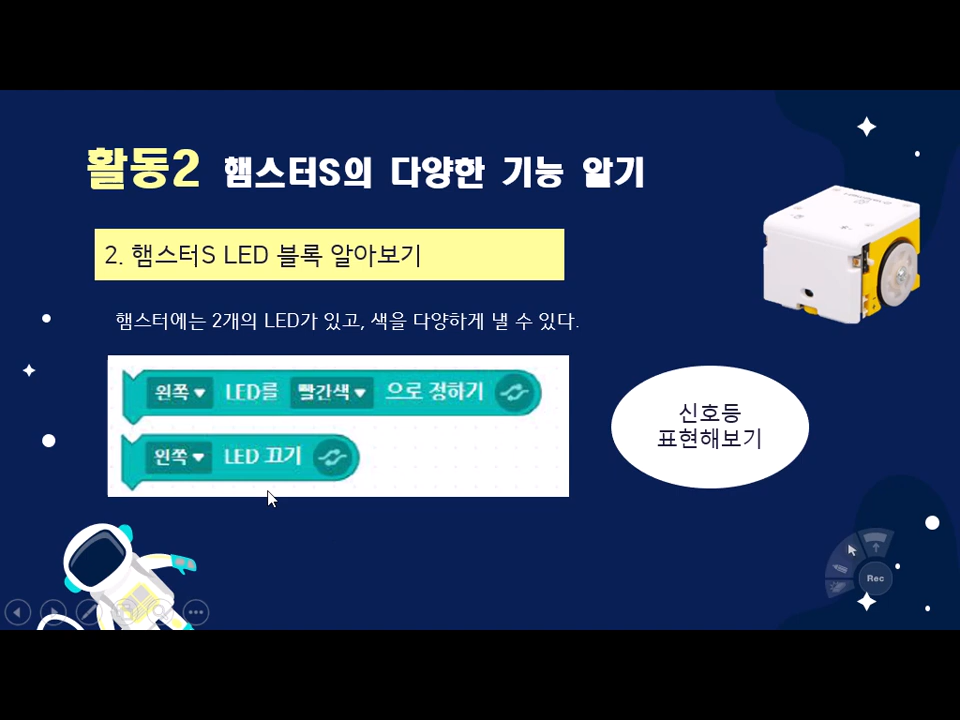 활동2 햄스터S의 다양한 기능 알기
2. 햄스터S LED 블록 알아보기
햄스터에는 2개의 LED가 있고, 색을 다양하게 낼 수 있다.
왼쪽 LED를 빨간색 으로 정하기
왼쪽 LED 끄기
신호등
표현해보기
Rec